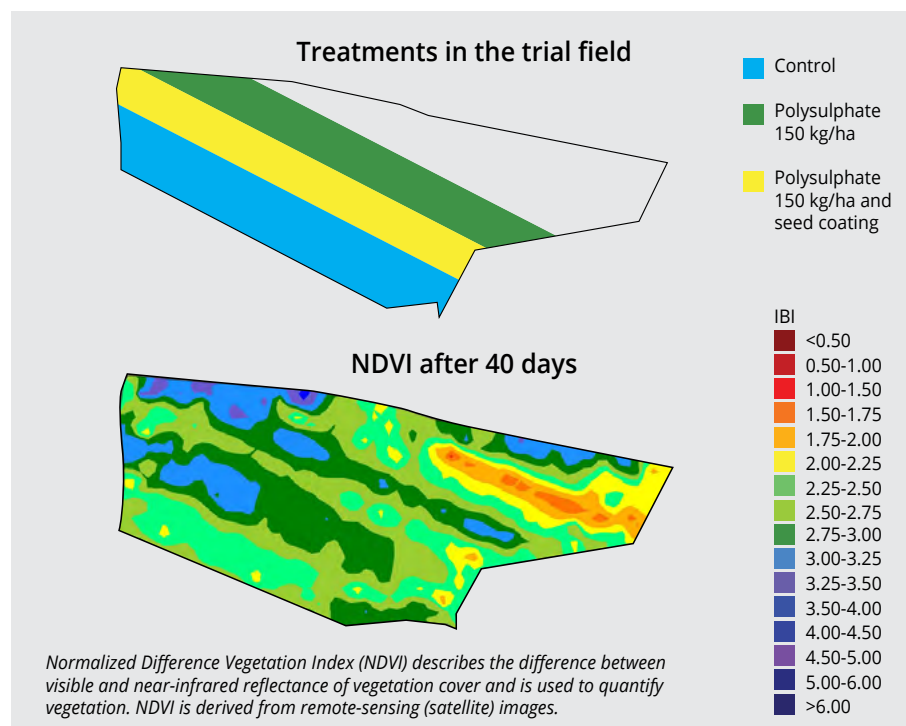 Treatments in the trial field
Control
Polysulphate
150 kg/ha
Polysulphate
150 kg/ha and
seed coating
NDVI after 40 days
IBI
<0.50
0.50-1.00
1.00-1.50
1.50-1.75
1.75-2.00
2.00-2.25
2.25-2.50
2.50-2.75
2.75-3.00
3.00-3.25
3.25-3.50
3.50-4.00
4.00-4.50
4.50-5.00
5.00-6.00
>6.00
Normalized Difference Vegetation Index (NDVI) describes the difference between
visible and near-infrared reflectance of vegetation cover and is used to quantify
vegetation. NDVI is derived from remote-sensing (satellite) images.